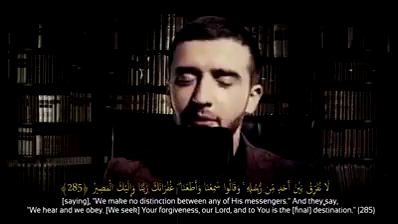 لَا نُفَرِّقُ بَيْنَ أَحَدٍ مِّن رُّسُلِهِ ۚ وَقَالُوا سَمِعْنَا وَأَطَعْنَا ۖ غُفْرَانَكَ رَبَّنَا وَإِلَيْكَ الْمَصِيرُ ﴿285﴾
[saying], "We make no distinction between any of His messengers." And they say,
"We hear and we obey. [We seek] Your forgiveness, our Lord, and to You is the [final] destination." (285)